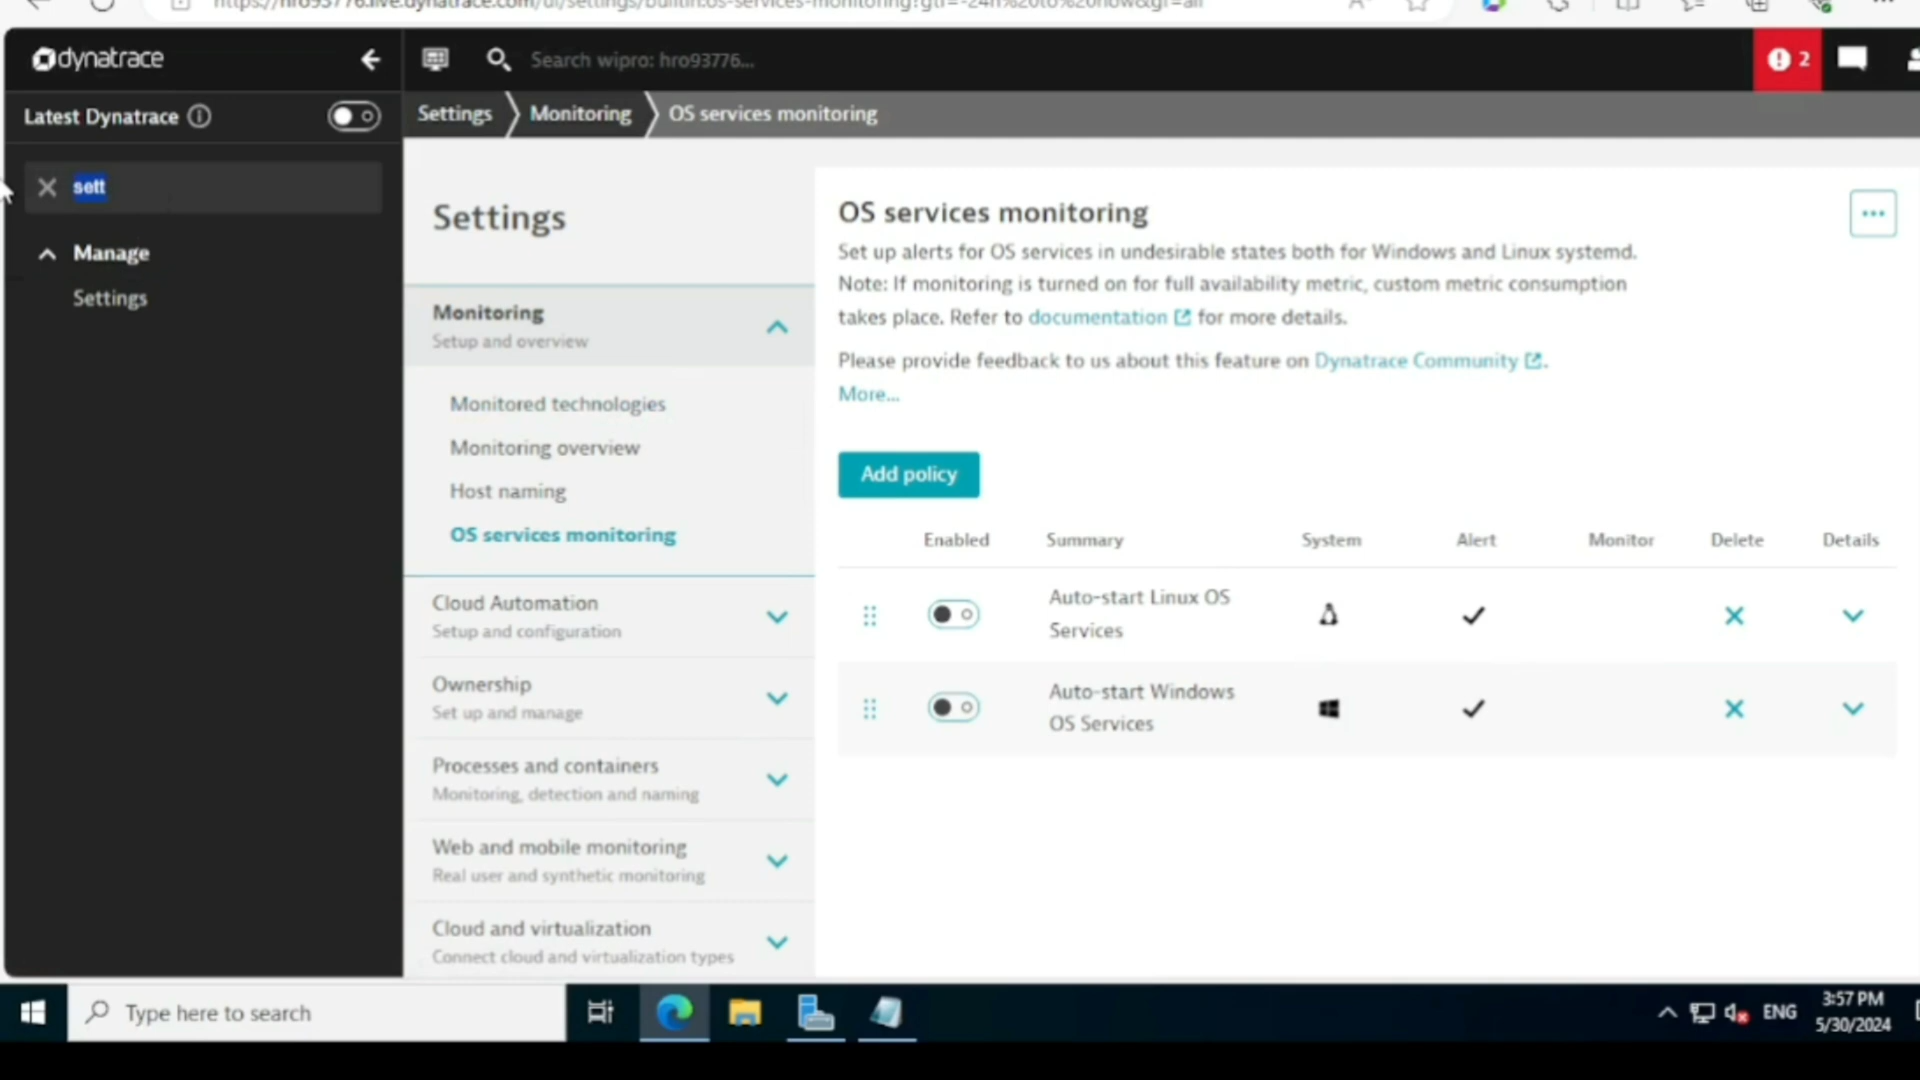 dynatrace
Search wipro: hro93776...
2
Latest Dynatrace
Settings
Monitoring
OS services monitoring
sett
Manage
Settings
Settings
Monitoring
Setup and overview
Monitored technologies
Monitoring overview
Host naming
OS services monitoring
Cloud Automation
Setup and configuration
Ownership
Set up and manage
Processes and containers
Monitoring, detection and naming
Web and mobile monitoring
Real user and synthetic monitoring
Cloud and virtualization
Connect cloud and virtualization types
OS services monitoring
Set up alerts for OS services in undesirable states both for Windows and Linux systemd.
Note: If monitoring is turned on for full availability metric, custom metric consumption
takes place. Refer to documentation for more details.
Please provide feedback to us about this feature on Dynatrace Community.
More...
Add policy
Enabled Summary System Alert Monitor Delete Details
Auto-start Linux OS
Services
Auto-start Windows
OS Services
Type here to search
ENG
3:57 PM
5/30/2024